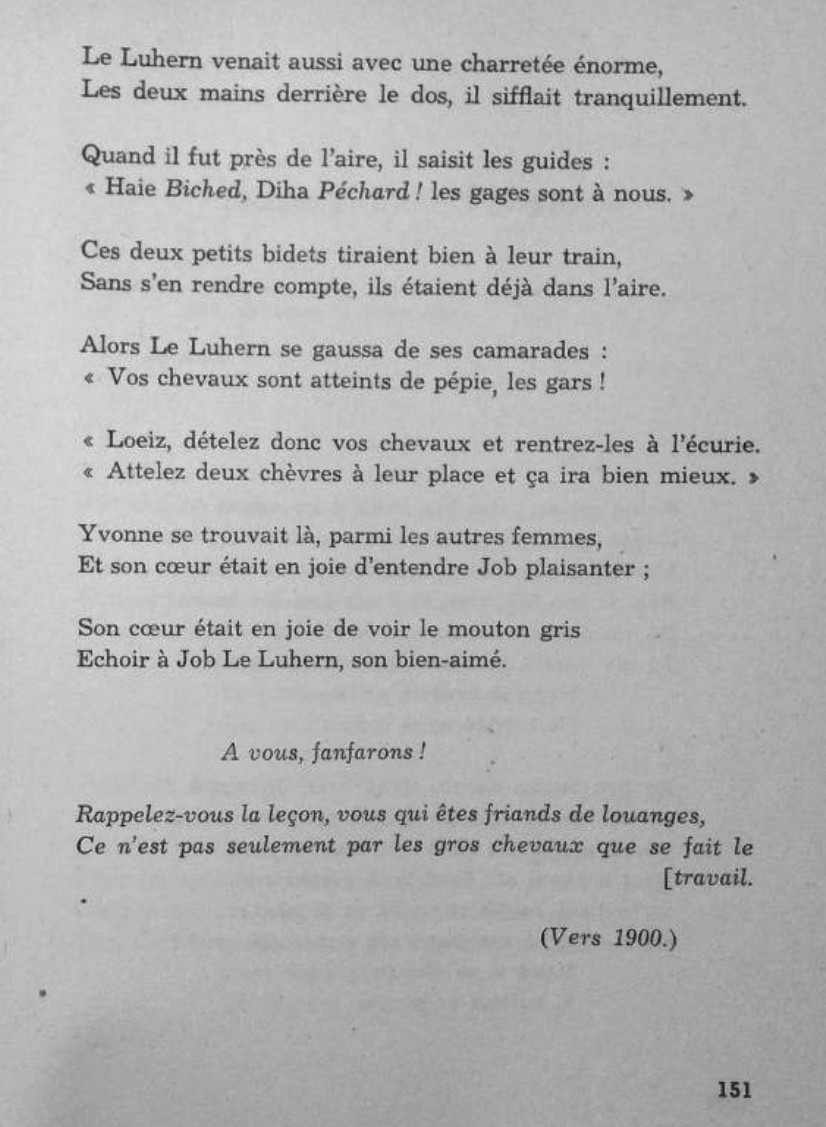 Le Luhern venait aussi avec une charretée énorme,
Les deux mains derrière le dos, il sifflait tranquillement.
Quand il fut près de l'aire, il saisit les guides :
« Haie Biched, Diha Péchard ! les gages sont à nous. »
Ces deux petits bidets tiraient bien à leur train,
Sans s'en rendre compte, ils étaient déjà dans l'aire.
Alors Le Luhern se gaussa de ses camarades :
« Vos chevaux sont atteints de pépie, les gars !
« Loeiz, dételez donc vos chevaux et rentrez-les à l'écurie.
« Attelez deux chèvres à leur place et ça ira bien mieux. »
Yvonne se trouvait là, parmi les autres femmes,
Et son cœur était en joie d'entendre Job plaisanter ;
Son cœur était en joie de voir le mouton gris
Echoir à Job Le Luhern, son bien-aimé.
A vous, fanfarons !
Rappelez-vous la leçon, vous qui êtes friands de louanges,
Ce n'est pas seulement par les gros chevaux que se fait le
[travail.
(Vers 1900.)
151